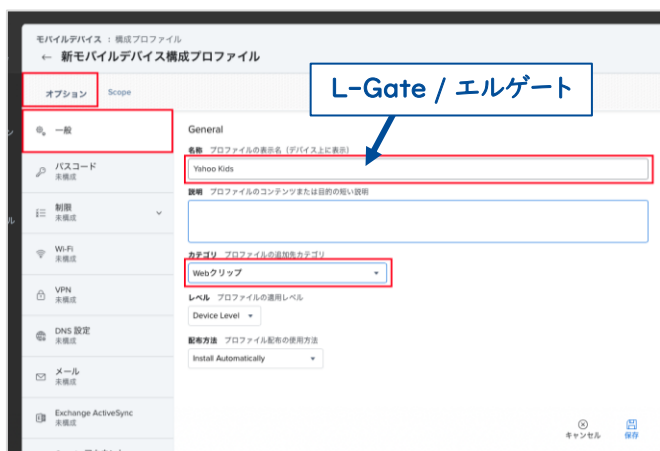 モバイルデバイス : 構成プロファイル
← 新モバイルデバイス構成プロファイル
オプション Scope
L-Gate / エルゲート
一般
パスコード
未構成
制限
未構成
Wi-Fi
未構成
VPN
未構成
DNS 設定
未構成
メール
未構成
Exchange ActiveSync
未構成
General
名称 プロファイルの表示名（デバイス上に表示）
Yahoo Kids
説明 プロファイルのコンテンツまたは目的の短い説明
カテゴリ プロファイルの追加先カテゴリ
Webクリップ
レベル プロファイルの適用レベル
Device Level
配布方法 プロファイル配布の使用方法
Install Automatically
キャンセル 保存